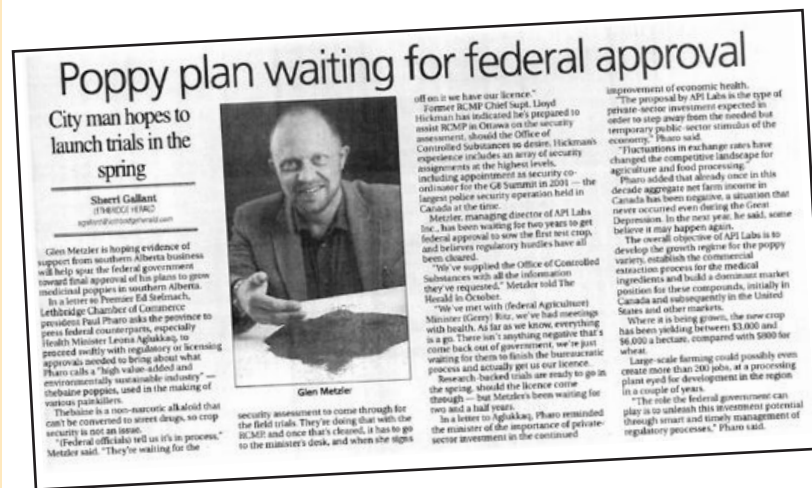 Poppy plan waiting for federal approval
City man hopes to
launch trials in the
spring
Sherri Gallant
LETHBRIDGE HERALD
Glen Metzler is hoping evidence of
support from southern Alberta business
will help spur the federal government
toward final approval of his plans to grow
medicinal poppies in southern Alberta.
In a letter to Premier Ed Stelmach,
Lethbridge Chamber of Commerce
president Paul Pharo asks the province to
press federal counterparts, especially
Health Minister Leona Aglukkaq, to
proceed swiftly with regulatory or licensing
approvals needed to bring about what
Pharo calls a "high value-added and
environmentally sustainable industry" —
thebaine poppies, used in the making of
various painkillers.
Thebaine is a non-narcotic alkaloid that
can't be converted to street drugs, so crop
security is not an issue.
"(Federal officials) tell us it's in process,"
Metzler said. "They're waiting for the
Glen Metzler
security assessment to come through for
the field trials. They're doing that with the
RCMP, and once that's cleared, it has to go
to the minister's desk, and when she signs
off on it we have our licence."
Former RCMP Chief Supt. Lloyd
Hickman has indicated he's prepared to
assist RCMP in Ottawa on the security
assessment, should the Office of
Controlled Substances so desire. Hickman's
experience includes an array of security
assignments at the highest levels,
including appointment as security co-
ordinator for the G8 Summit in 2001 — the
largest police security operation held in
Canada at the time.
Metzler, managing director of API Labs
Inc., has been waiting for two years to get
federal approval to sow the first test crop,
and believes regulatory hurdles have all
been cleared.
"We've supplied the Office of Controlled
Substances with all the information
they've requested," Metzler told The
Herald in October.
"We've met with (federal Agriculture)
Minister (Gerry) Ritz, we've had meetings
with health. As far as we know, everything
is a go. There isn't anything negative that's
come back out of government, we're just
waiting for them to finish the bureaucratic
process and actually get us our licence.
Research-backed trials are ready to go in
the spring, should the licence come
through — but Metzler's been waiting for
two and a half years.
In a letter to Aglukkaq, Pharo reminded
the minister of the importance of private-
sector investment in the continued
improvement of economic health.
"The proposal by API Labs is the type of
private-sector investment expected in
order to step away from the needed but
temporary public-sector stimulus of the
economy," Pharo said.
"Fluctuations in exchange rates have
changed the competitive landscape for
agriculture and food processing."
Pharo added that already once in this
decade aggregate net farm income in
Canada has been negative, a situation that
never occurred even during the Great
Depression. In the next year, he said, some
believe it may happen again.
The overall objective of API Labs is to
develop the growth regime for the poppy
variety, establish the commercial
extraction process for the medical
ingredients and build a dominant market
position for these compounds, initially in
Canada and subsequently in the United
States and other markets.
Where it is being grown, the new crop
has been yielding between $3,000 and
$6,000 a hectare, compared with $800 for
wheat.
Large-scale farming could possibly even
create more than 200 jobs, at a processing
plant eyed for development in the region
in a couple of years.
"The role the federal government can
play is to unleash this investment potential
through smart and timely management of
regulatory processes," Pharo said.